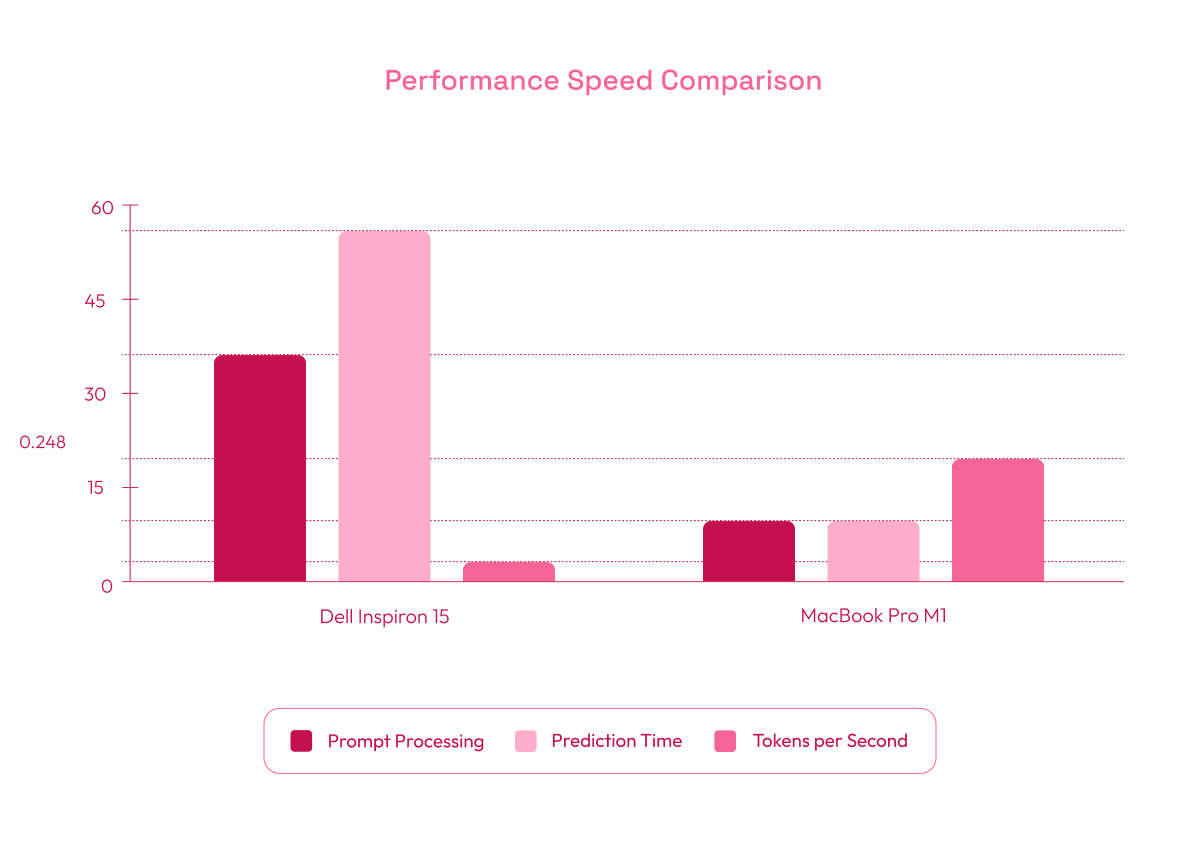 Performance Speed Comparison
60
45
30
0.248
15
0
Dell Inspiron 15
MacBook Pro M1
Prompt Processing
Prediction Time
Tokens per Second